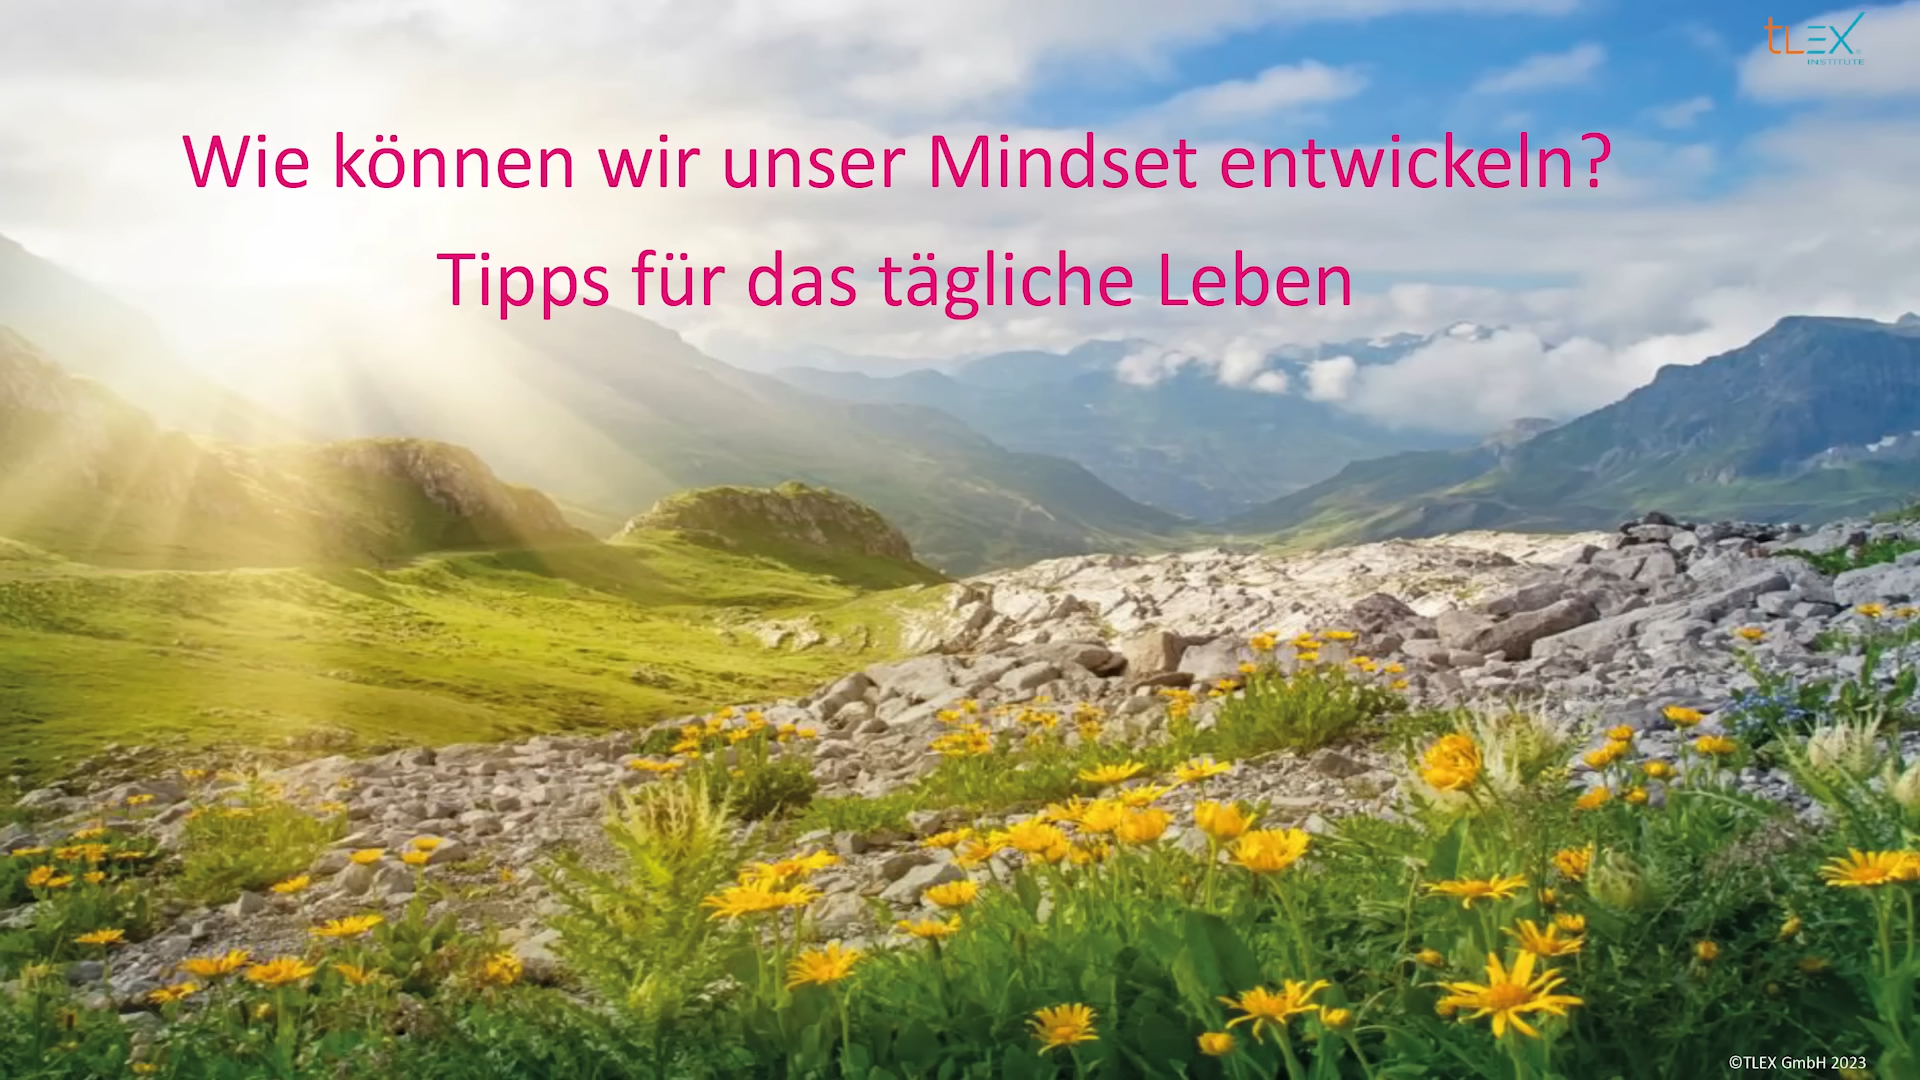 tLEX
INSTITUTE
Wie können wir unser Mindset entwickeln?
Tipps für das tägliche Leben
©TLEX GmbH 2023